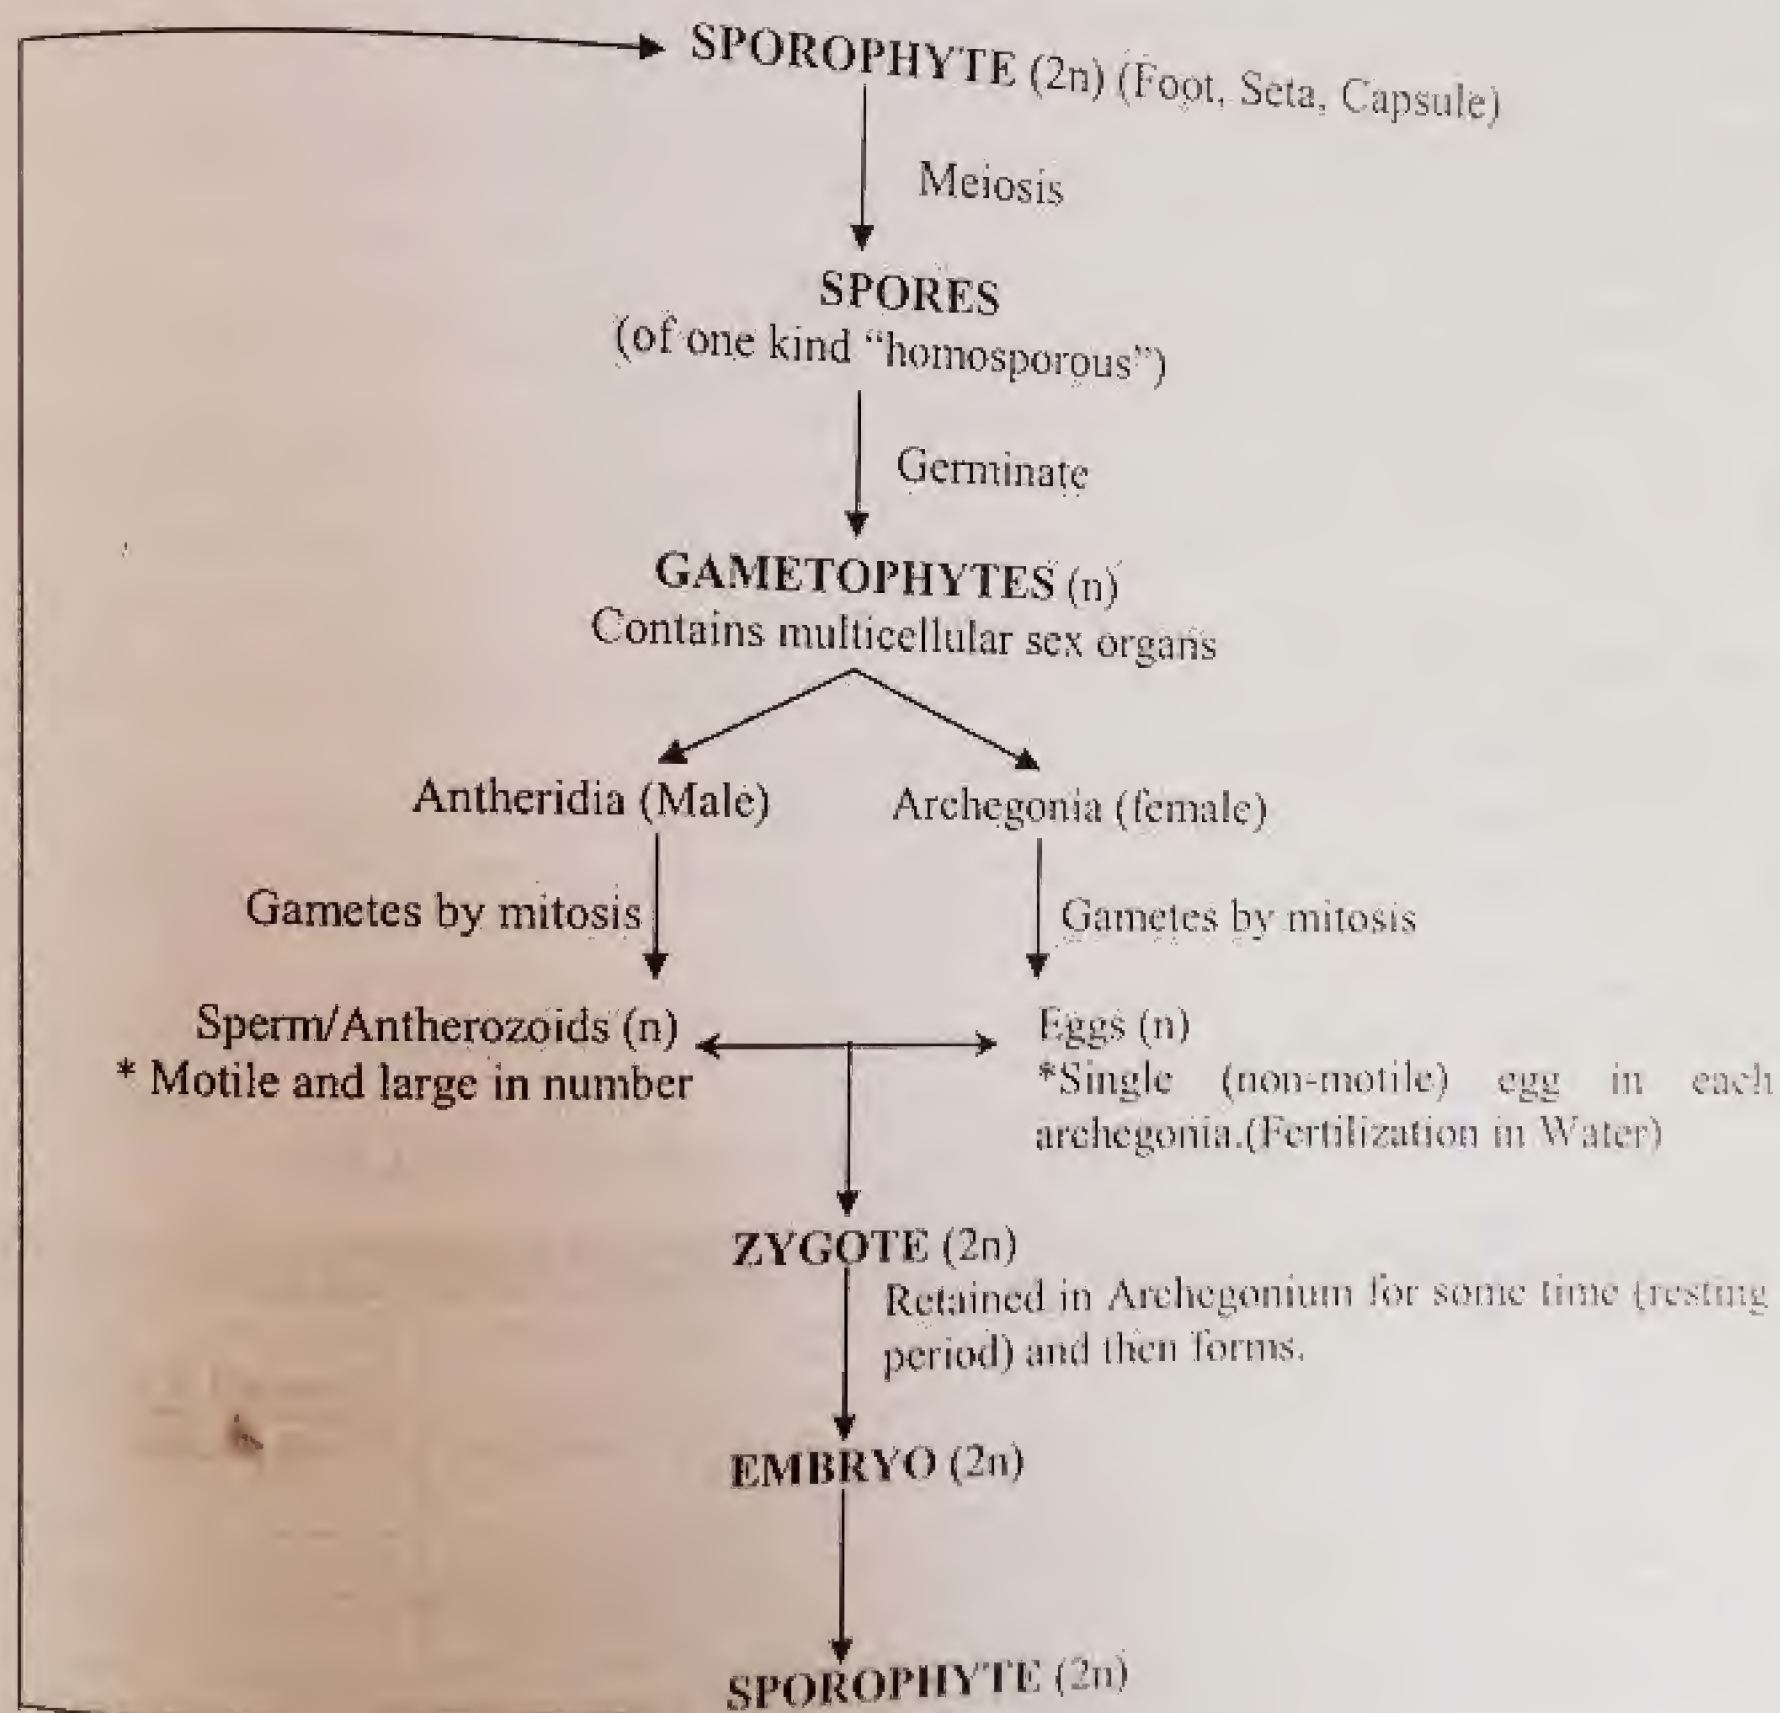 SPOROPHYTE (2n) (Foot, Seta, Capsule)
Meiosis
SPORES
(of one kind “homosporous”)
Germinate
GAMETOPHYTES (n)
Contains multicellular sex organs
Antheridia (Male)
Archegonia (female)
Gametes by mitosis
Gametes by mitosis
Sperm/Antherozoids (n)
* Motile and large in number
Eggs (n)
*Single (non-motile) egg in each
archegonia.(Fertilization in Water)
ZYGOTE (2n)
Retained in Archegonium for some time (resting
period) and then forms.
EMBRYO (2n)
SPOROPHYTE (2n)